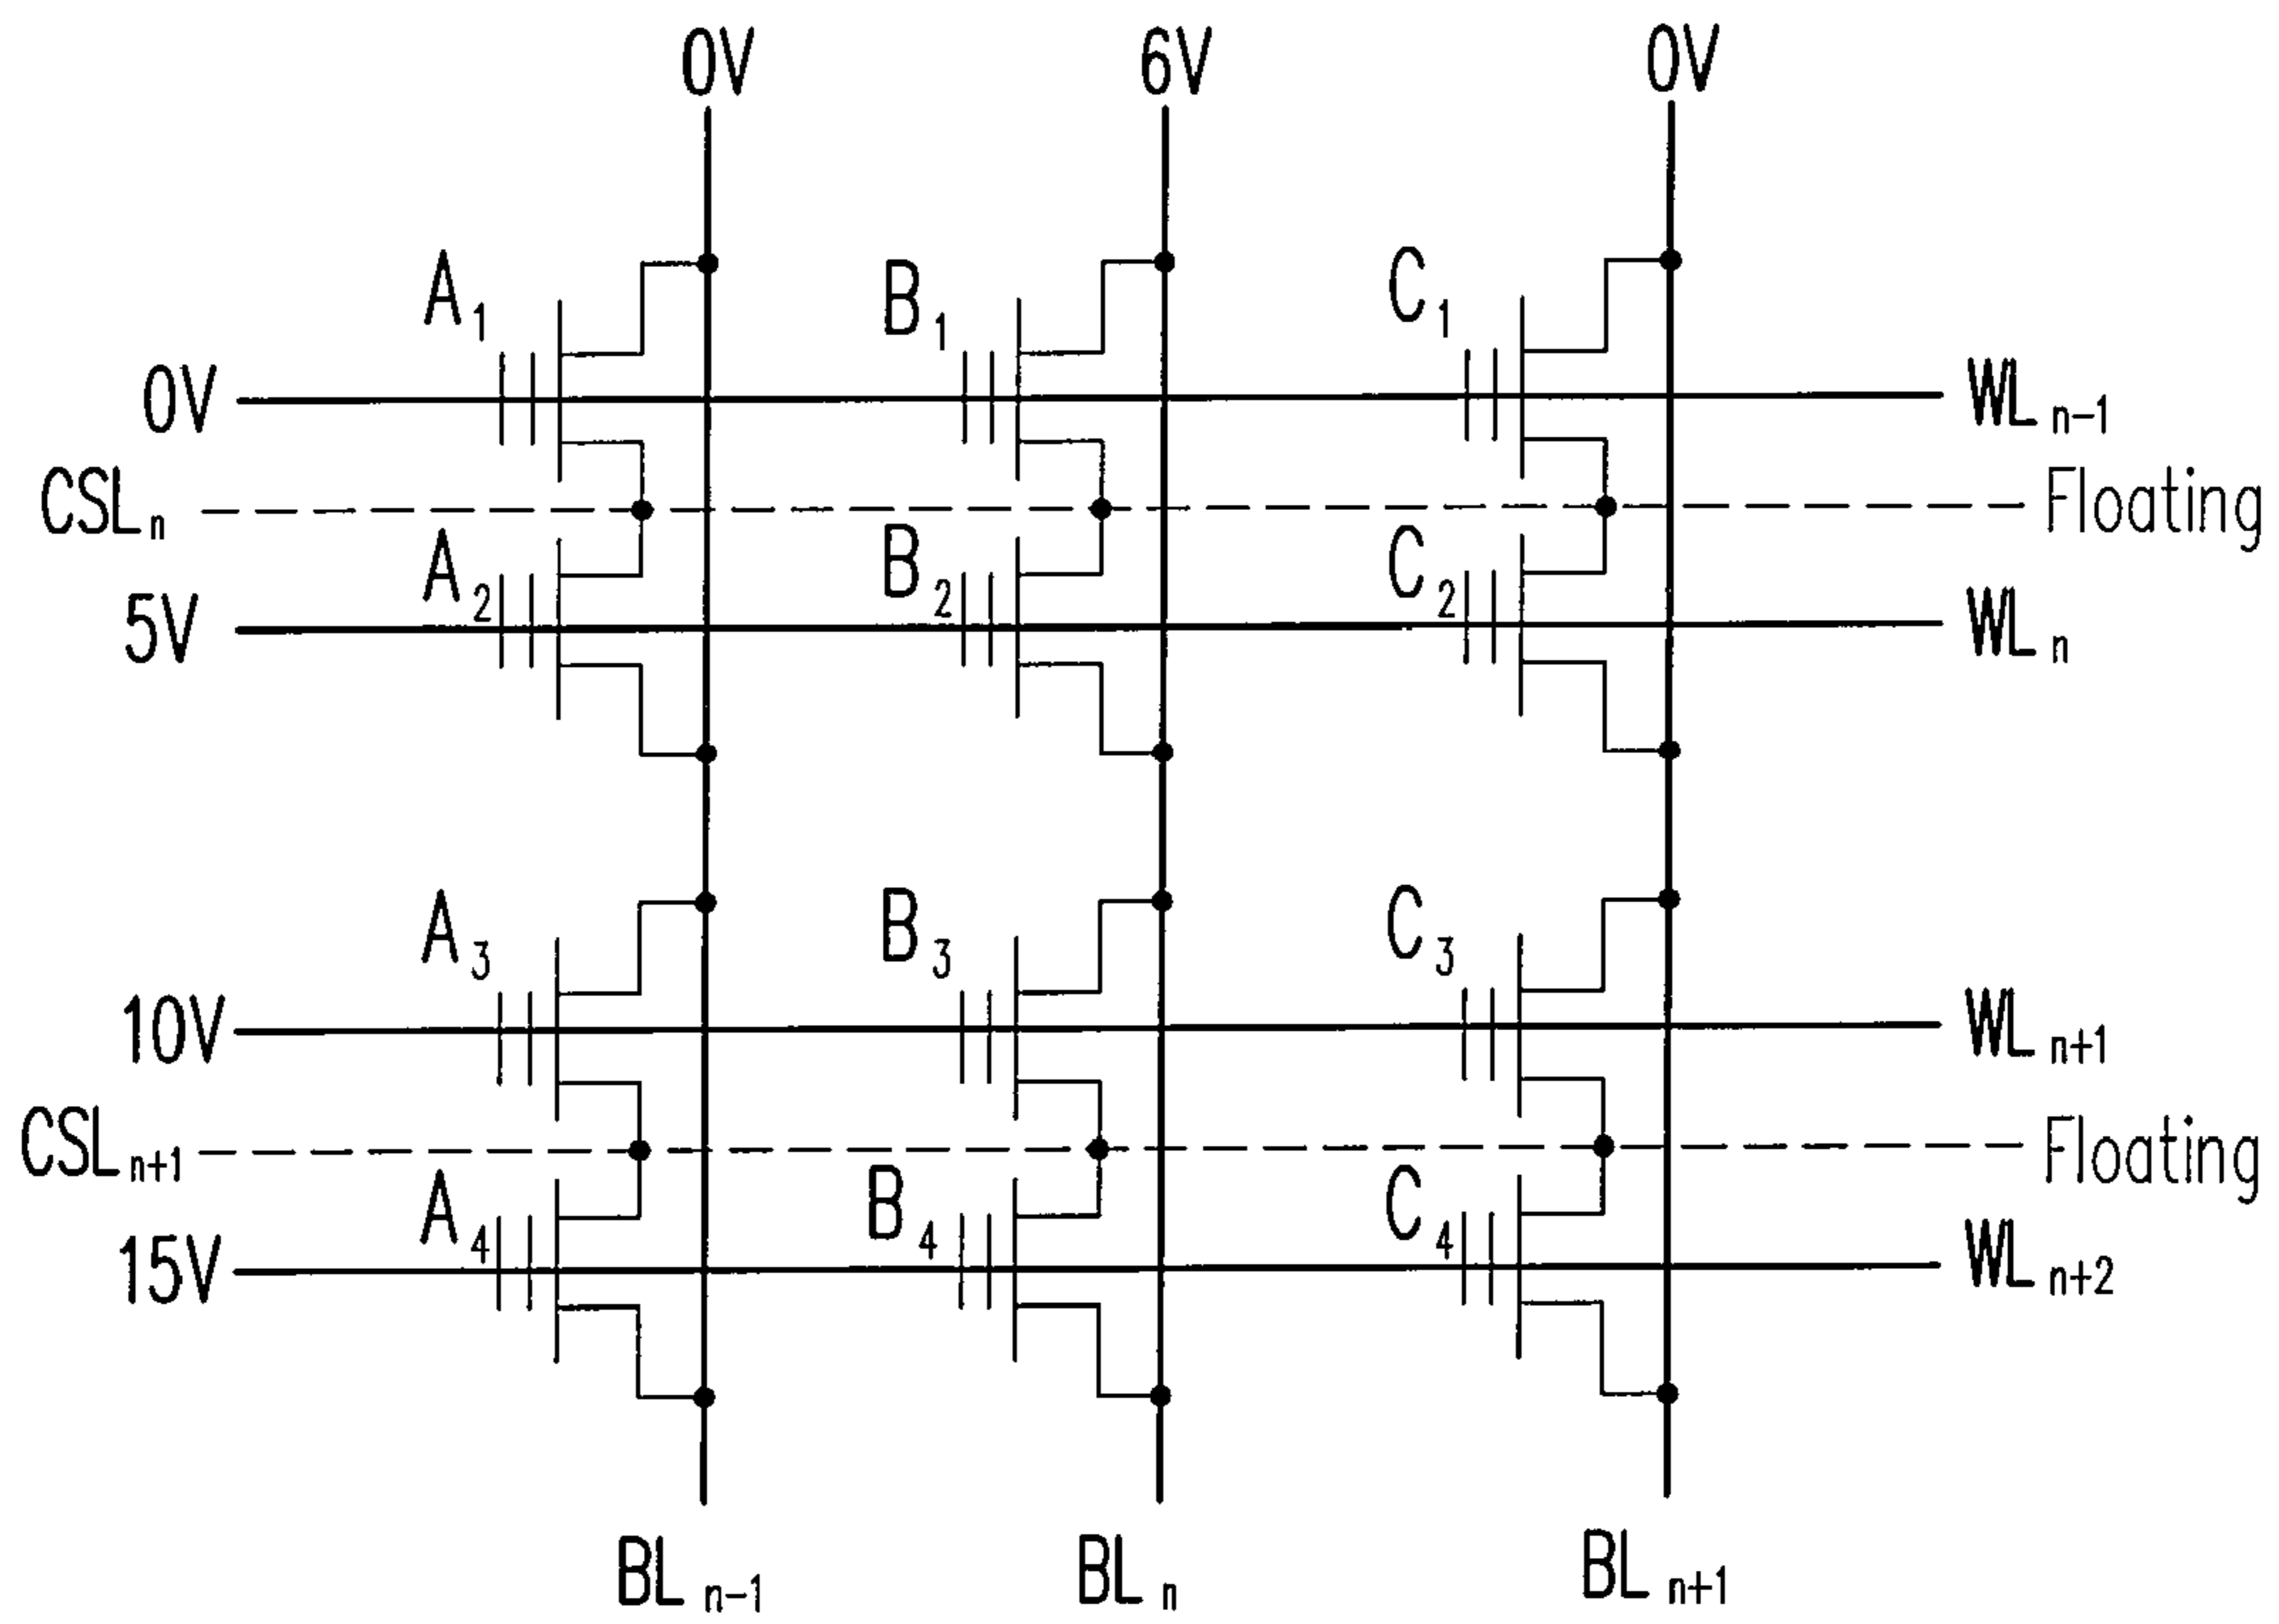 0V 6V 0V
A1 B1 C1
0V WLn-1
CSLn Floating
A2 B2 C2
5V WLn
A3 B3 C3
10V WLn+1
CSLn+1 Floating
A4 B4 C4
15V WLn+2
BLn-1 BLn BLn+1